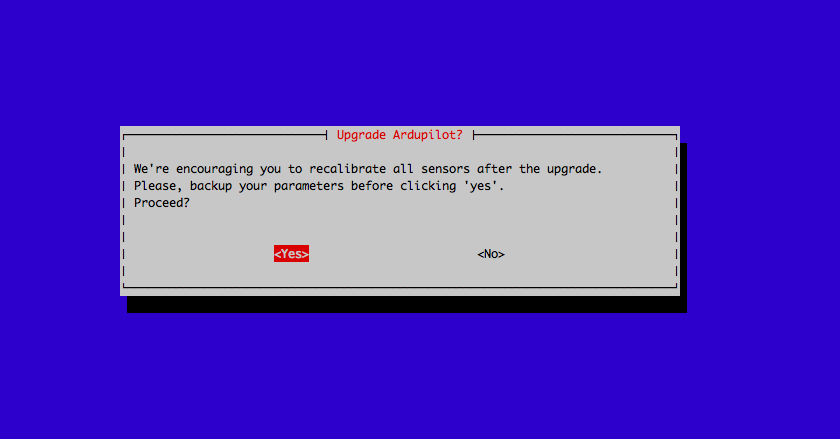 Upgrade Ardupilot?
We're encouraging you to recalibrate all sensors after the upgrade.
Please, backup your parameters before clicking 'yes'.
Proceed?
<Yes> <No>